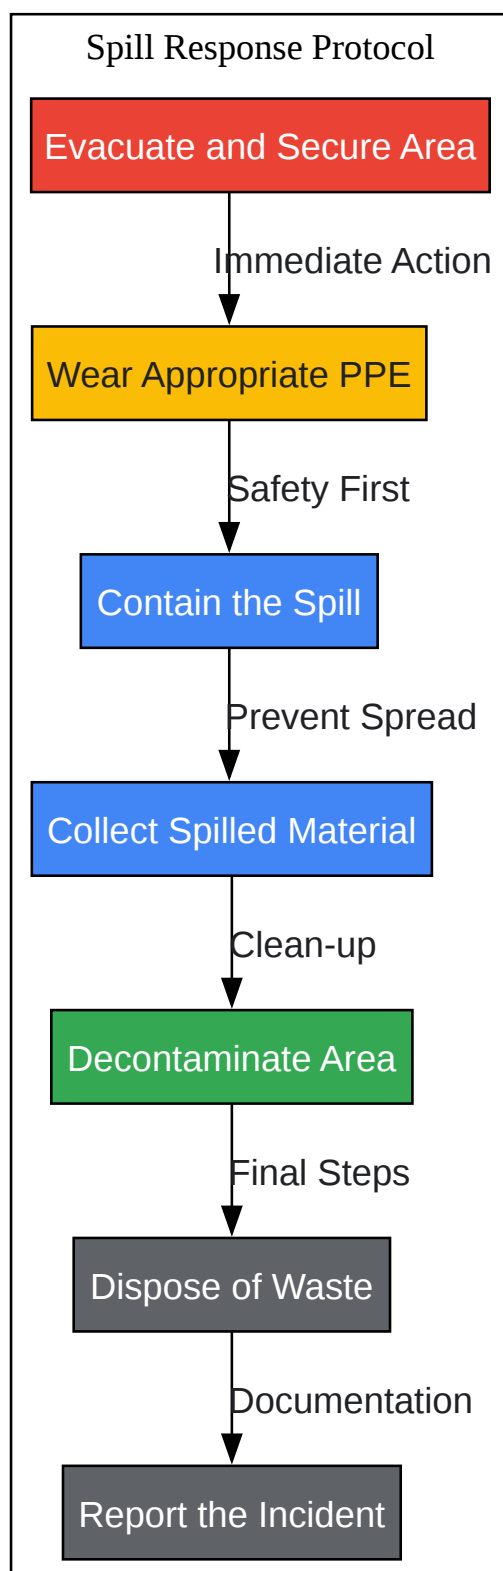 Spill Response Protocol
Evacuate and Secure Area
Immediate Action
Wear Appropriate PPE
Safety First
Contain the Spill
Prevent Spread
Collect Spilled Material
Clean-up
Decontaminate Area
Final Steps
Dispose of Waste
Documentation
Report the Incident